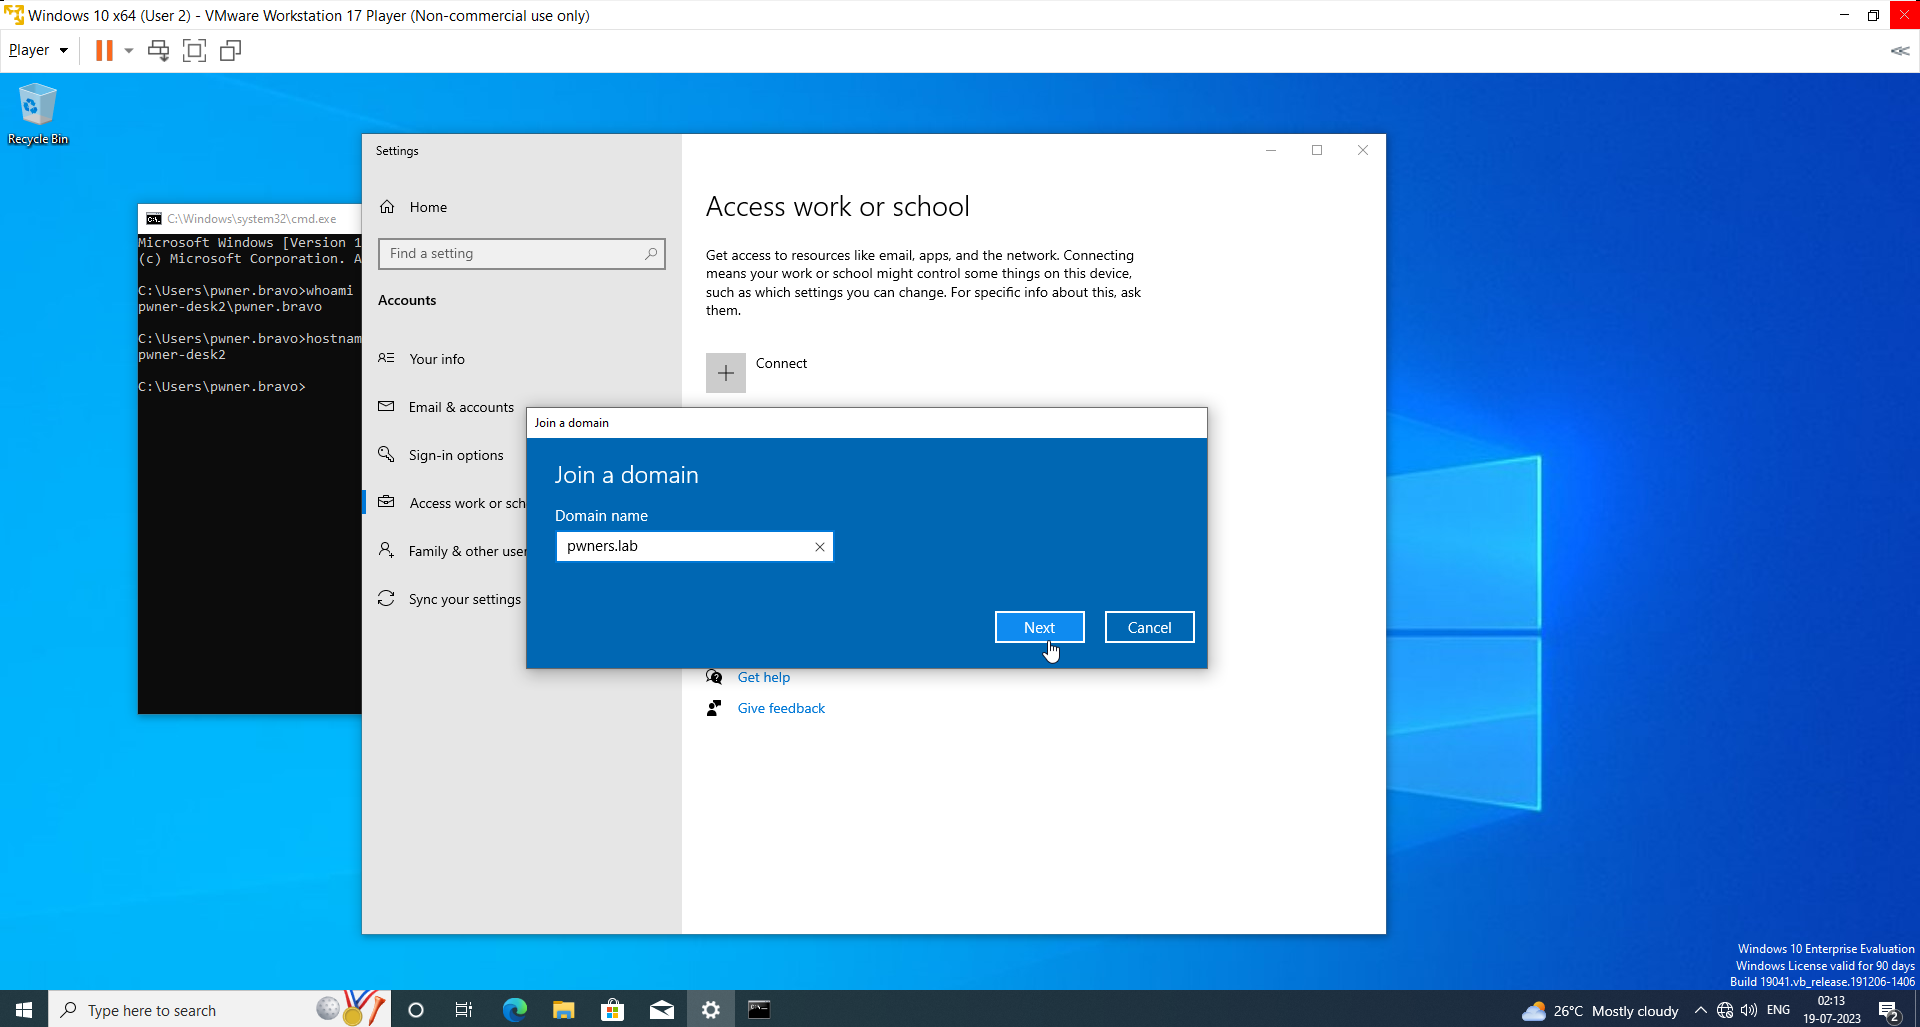 Windows 10 x64 (User 2) - VMware Workstation 17 Player (Non-commercial use only)
Player
Recycle Bin
C:\Windows\system32\cmd.exe
Microsoft Windows [Version 1
(c) Microsoft Corporation. A
C:\Users\pwner.bravo>whoami
pwner-desk2\pwner.bravo
C:\Users\pwner.bravo>hostnam
pwner-desk2
C:\Users\pwner.bravo>
Settings
Home
Find a setting
Accounts
Your info
Email & accounts
Sign-in options
Access work or sch
Family & other user
Sync your settings
Access work or school
Get access to resources like email, apps, and the network. Connecting
means your work or school might control some things on this device,
such as which settings you can change. For specific info about this, ask
them.
Connect
Join a domain
Join a domain
Domain name
pwners.lab
Next
Cancel
Get help
Give feedback
Windows 10 Enterprise Evaluation
Windows License valid for 90 days
Build 19041.vb_release.191206-1406
Type here to search
26°C Mostly cloudy
ENG
02:13
19-07-2023
2